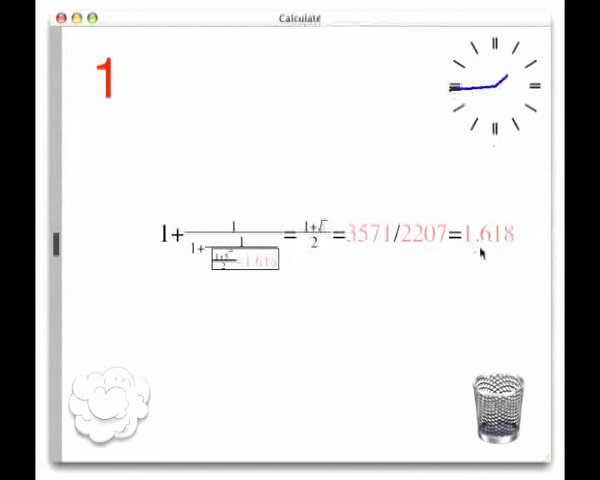 Calculate
1
1+ 1/(1+ 1/((1+√5)/2=1.618)) = (1+√5)/2 =3571/2207=1.618